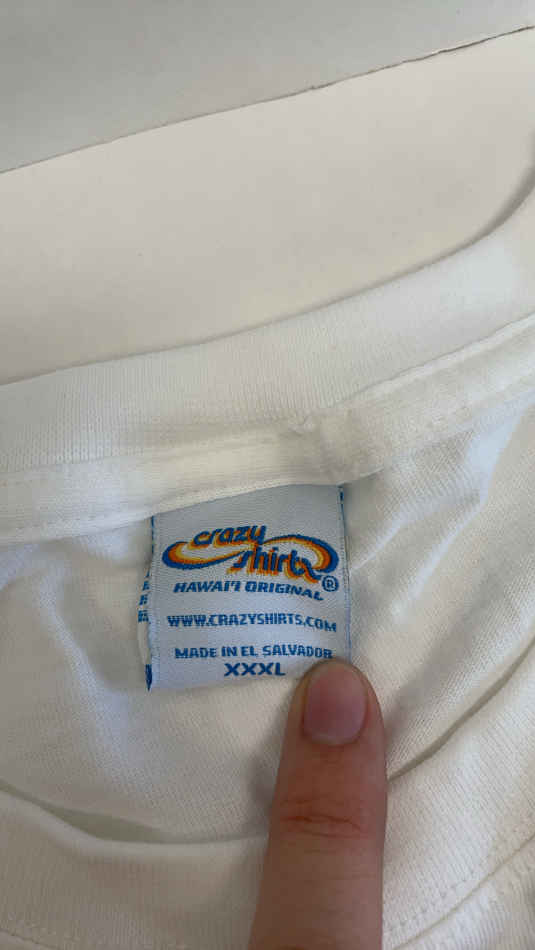 crazy
shirts®
HAWAI'I ORIGINAL
WWW.CRAZYSHIRTS.COM
MADE IN EL SALVADOR
XXXL